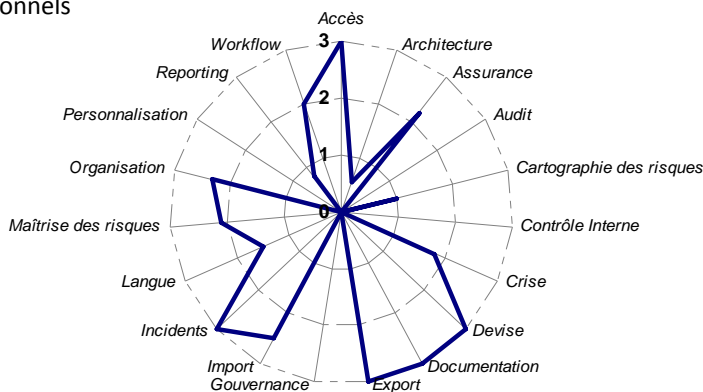 onnels
Accès
Workflow
Architecture
3
Reporting
Assurance
2
Personnalisation
Audit
1
Organisation
Cartographie des risques
0
Maîtrise des risques
Contrôle Interne
Langue
Crise
Incidents
Devise
Import
Documentation
Gouvernance
Export